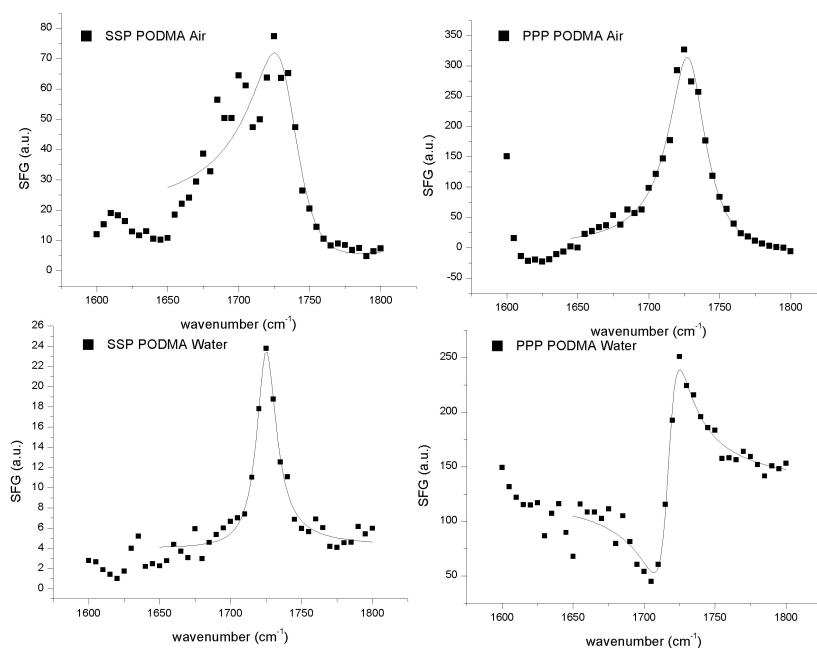 SSP PODMA Air
80
70
60
50
40
30
20
10
0
SFG (a.u.)
1600 1650 1700 1750 1800
wavenumber (cm-1)
PPP PODMA Air
350
300
250
200
150
100
50
0
-50
SFG (a.u.)
1600 1650 1700 1750 1800
wavenumber (cm-1)
SSP PODMA Water
26
24
22
20
18
16
14
12
10
8
6
4
2
0
SFG (a.u.)
1600 1650 1700 1750 1800
wavenumber (cm-1)
PPP PODMA Water
250
200
150
100
50
SFG (a.u.)
1600 1650 1700 1750 1800
wavenumber (cm-1)